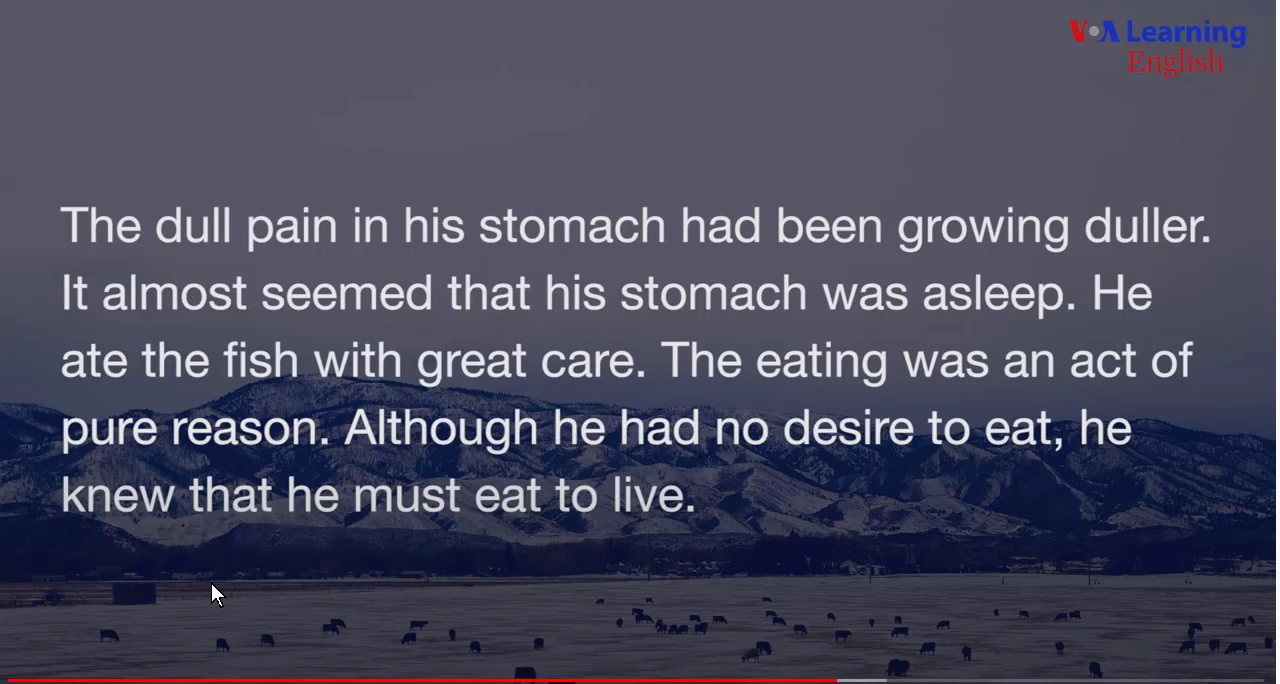 VOA Learning
English
The dull pain in his stomach had been growing duller.
It almost seemed that his stomach was asleep. He
ate the fish with great care. The eating was an act of
pure reason. Although he had no desire to eat, he
knew that he must eat to live.